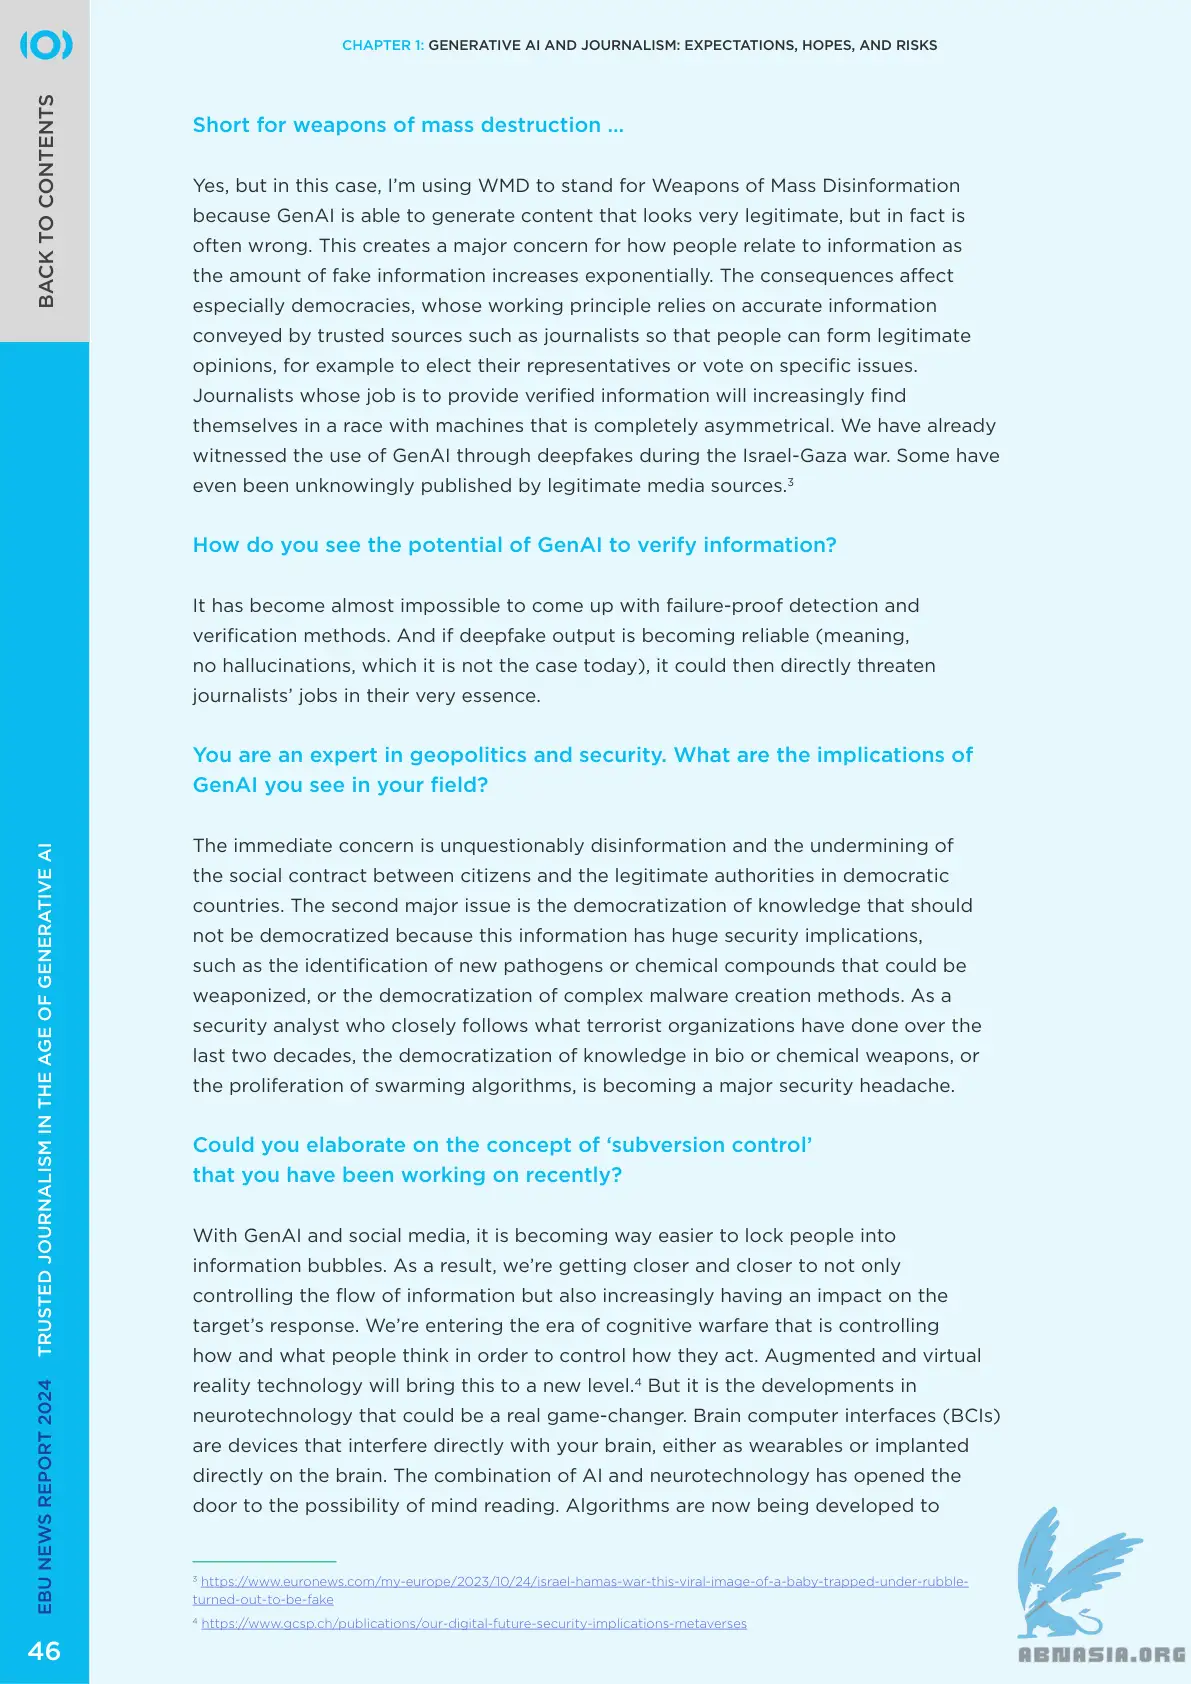 BACK TO CONTENTS
CHAPTER 1: GENERATIVE AI AND JOURNALISM: EXPECTATIONS, HOPES, AND RISKS
Short for weapons of mass destruction ...
Yes, but in this case, I’m using WMD to stand for Weapons of Mass Disinformation
because GenAI is able to generate content that looks very legitimate, but in fact is
often wrong. This creates a major concern for how people relate to information as
the amount of fake information increases exponentially. The consequences affect
especially democracies, whose working principle relies on accurate information
conveyed by trusted sources such as journalists so that people can form legitimate
opinions, for example to elect their representatives or vote on specific issues.
Journalists whose job is to provide verified information will increasingly find
themselves in a race with machines that is completely asymmetrical. We have already
witnessed the use of GenAI through deepfakes during the Israel-Gaza war. Some have
even been unknowingly published by legitimate media sources.³
How do you see the potential of GenAI to verify information?
It has become almost impossible to come up with failure-proof detection and
verification methods. And if deepfake output is becoming reliable (meaning,
no hallucinations, which it is not the case today), it could then directly threaten
journalists’ jobs in their very essence.
You are an expert in geopolitics and security. What are the implications of
GenAI you see in your field?
The immediate concern is unquestionably disinformation and the undermining of
the social contract between citizens and the legitimate authorities in democratic
countries. The second major issue is the democratization of knowledge that should
not be democratized because this information has huge security implications,
such as the identification of new pathogens or chemical compounds that could be
weaponized, or the democratization of complex malware creation methods. As a
security analyst who closely follows what terrorist organizations have done over the
last two decades, the democratization of knowledge in bio or chemical weapons, or
the proliferation of swarming algorithms, is becoming a major security headache.
Could you elaborate on the concept of ‘subversion control’
that you have been working on recently?
With GenAI and social media, it is becoming way easier to lock people into
information bubbles. As a result, we’re getting closer and closer to not only
controlling the flow of information but also increasingly having an impact on the
target’s response. We’re entering the era of cognitive warfare that is controlling
how and what people think in order to control how they act. Augmented and virtual
reality technology will bring this to a new level.⁴ But it is the developments in
neurotechnology that could be a real game-changer. Brain computer interfaces (BCIs)
are devices that interfere directly with your brain, either as wearables or implanted
directly on the brain. The combination of AI and neurotechnology has opened the
door to the possibility of mind reading. Algorithms are now being developed to
³ https://www.euronews.com/my-europe/2023/10/24/israel-hamas-war-this-viral-image-of-a-baby-trapped-under-rubble-
turned-out-to-be-fake
⁴ https://www.gcsp.ch/publications/our-digital-future-security-implications-metaverses
EBU NEWS REPORT 2024 TRUSTED JOURNALISM IN THE AGE OF GENERATIVE AI
46
ABNASIA.ORG